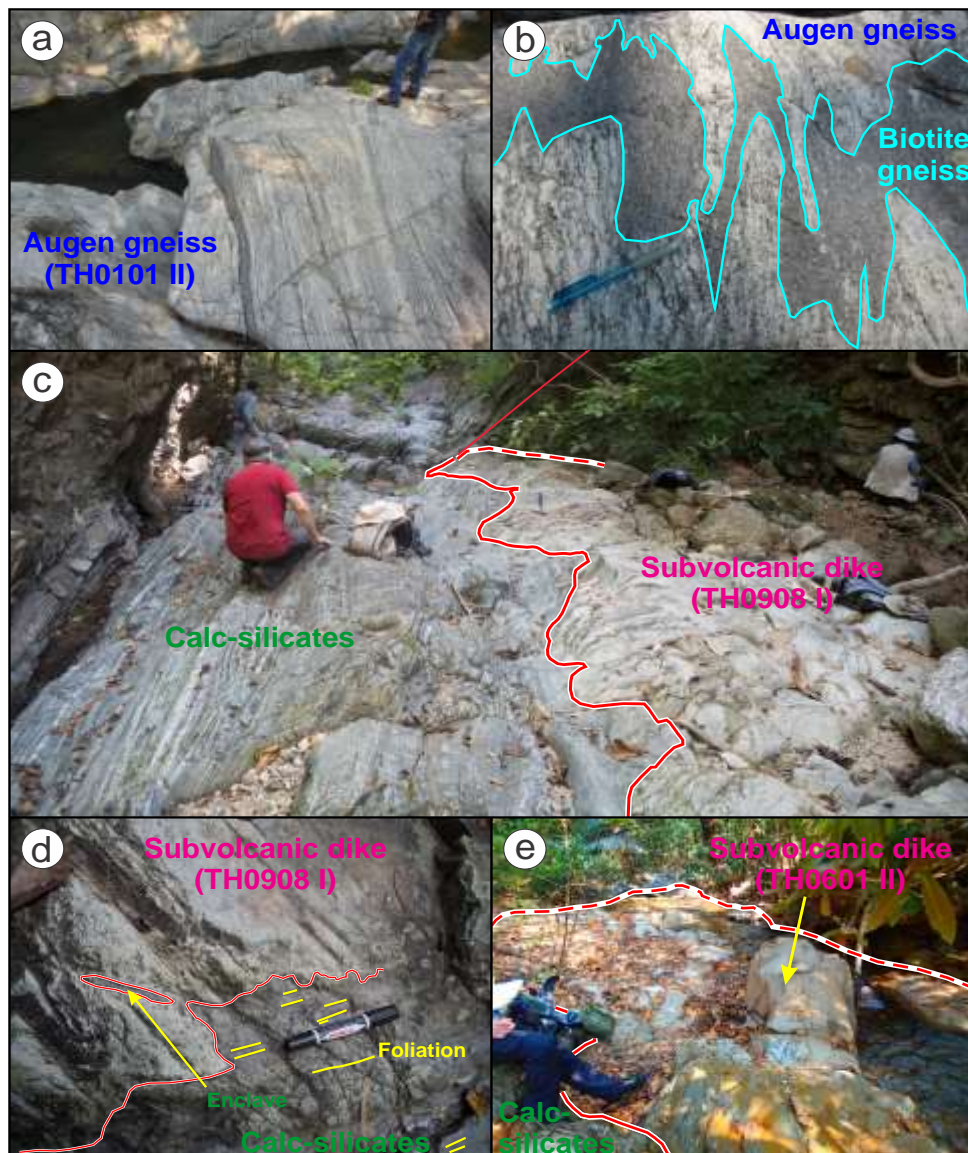 a
Augen gneiss
(TH0101 II)
b
Augen gneiss
Biotite
gneiss
c
Calc-silicates
Subvolcanic dike
(TH0908 I)
d
Subvolcanic dike
(TH0908 I)
Foliation
Enclave
Calc-silicates
e
Subvolcanic dike
(TH0601 II)
Calc-
silicates